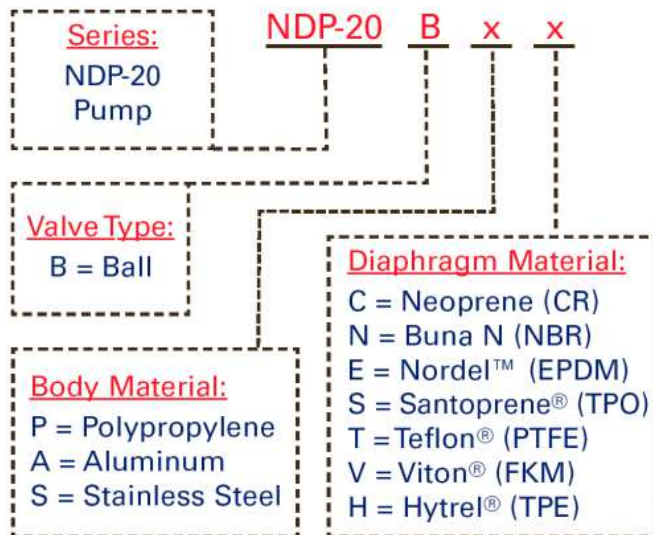 NDP-20 B x x
Series:
NDP-20
Pump
Valve Type:
B = Ball
Body Material:
P = Polypropylene
A = Aluminum
S = Stainless Steel
Diaphragm Material:
C = Neoprene (CR)
N = Buna N (NBR)
E = Nordel™ (EPDM)
S = Santoprene® (TPO)
T = Teflon® (PTFE)
V = Viton® (FKM)
H = Hytrel® (TPE)